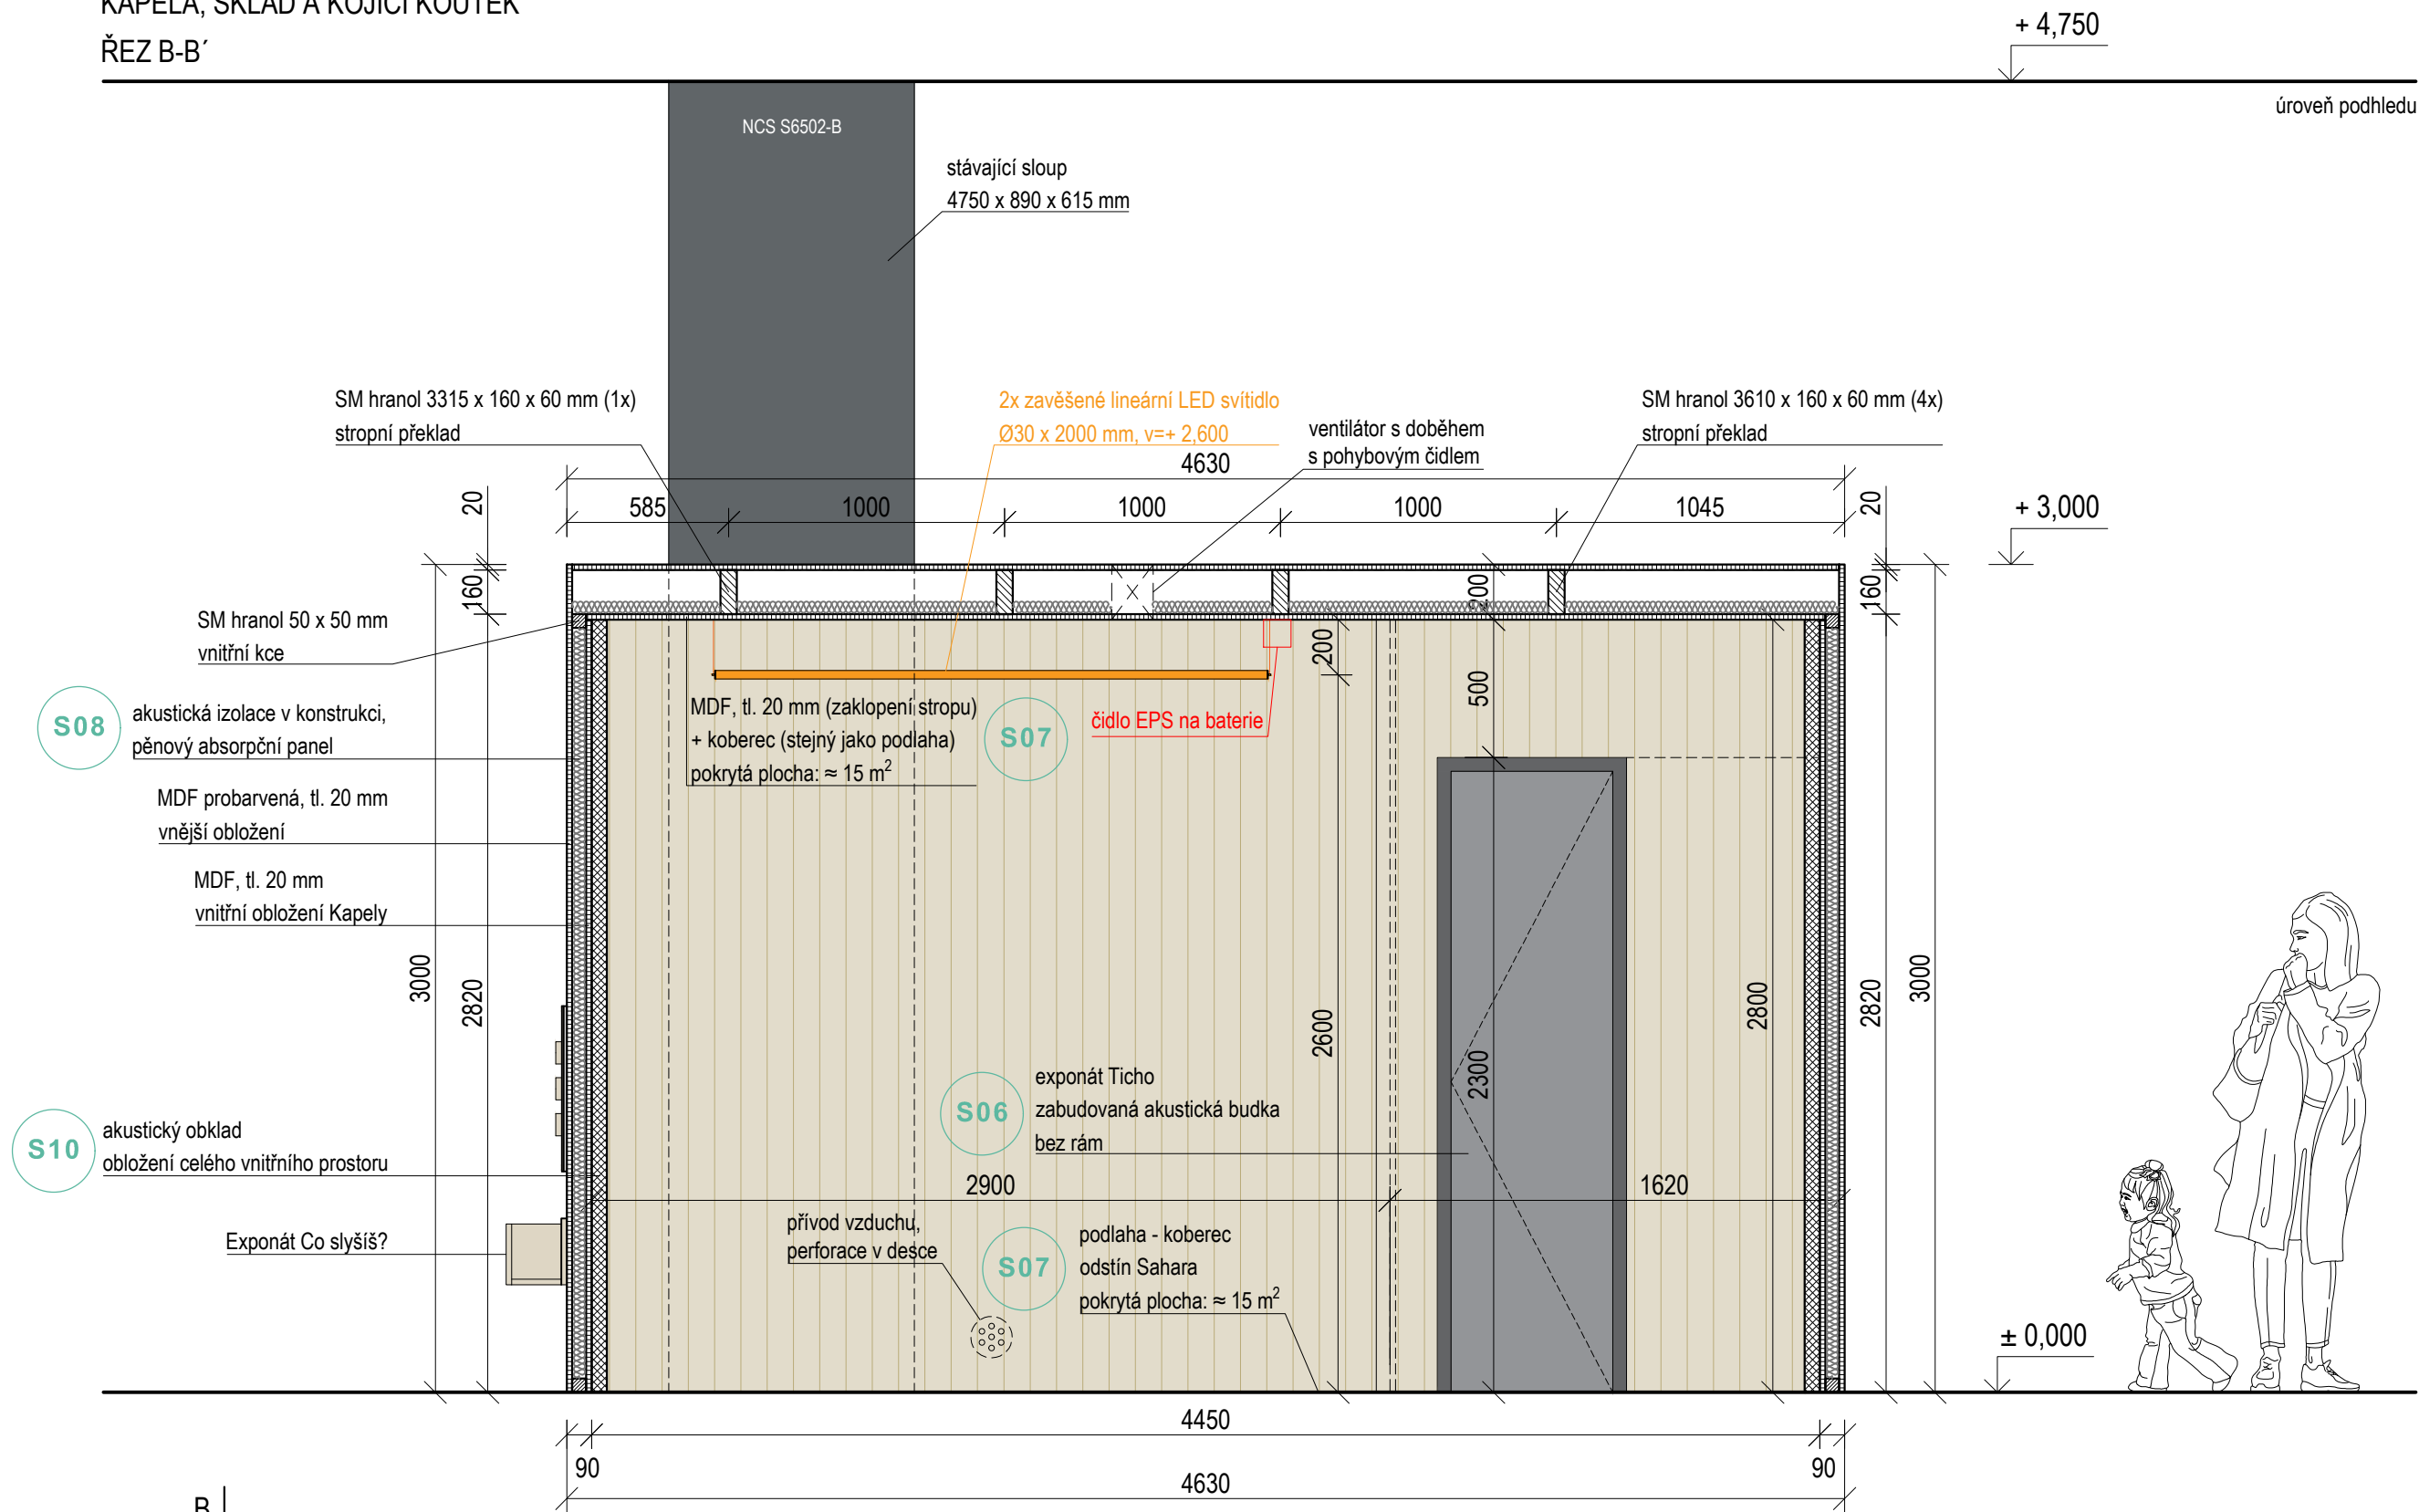 KAPELA, SKLAD A KOJÍCÍ KOUTEK
ŘEZ B-B´
+ 4,750
úroveň podhledu
NCS S6502-B
stávající sloup
4750 x 890 x 615 mm
SM hranol 3315 x 160 x 60 mm (1x)
stropní překlad
2x zavěšené lineární LED svítidlo
Ø30 x 2000 mm, v=+ 2,600
ventilátor s doběhem
s pohybovým čidlem
SM hranol 3610 x 160 x 60 mm (4x)
stropní překlad
4630
20
585
1000
1000
1000
1045
20
+ 3,000
160
200
160
SM hranol 50 x 50 mm
vnitřní kce
200
500
S08
akustická izolace v konstrukci,
pěnový absorpční panel
MDF, tl. 20 mm (zaklopení stropu)
+ koberec (stejný jako podlaha)
pokrytá plocha: ≈ 15 m²
S07
čidlo EPS na baterie
MDF probarvená, tl. 20 mm
vnější obložení
MDF, tl. 20 mm
vnitřní obložení Kapely
3000
2820
2600
2300
2800
2820
3000
S06
exponát Ticho
zabudovaná akustická budka
bez rám
S10
akustický obklad
obložení celého vnitřního prostoru
2900
1620
Exponát Co slyšíš?
přívod vzduchu,
perforace v desce
S07
podlaha - koberec
odstín Sahara
pokrytá plocha: ≈ 15 m²
± 0,000
4450
90
90
4630
B